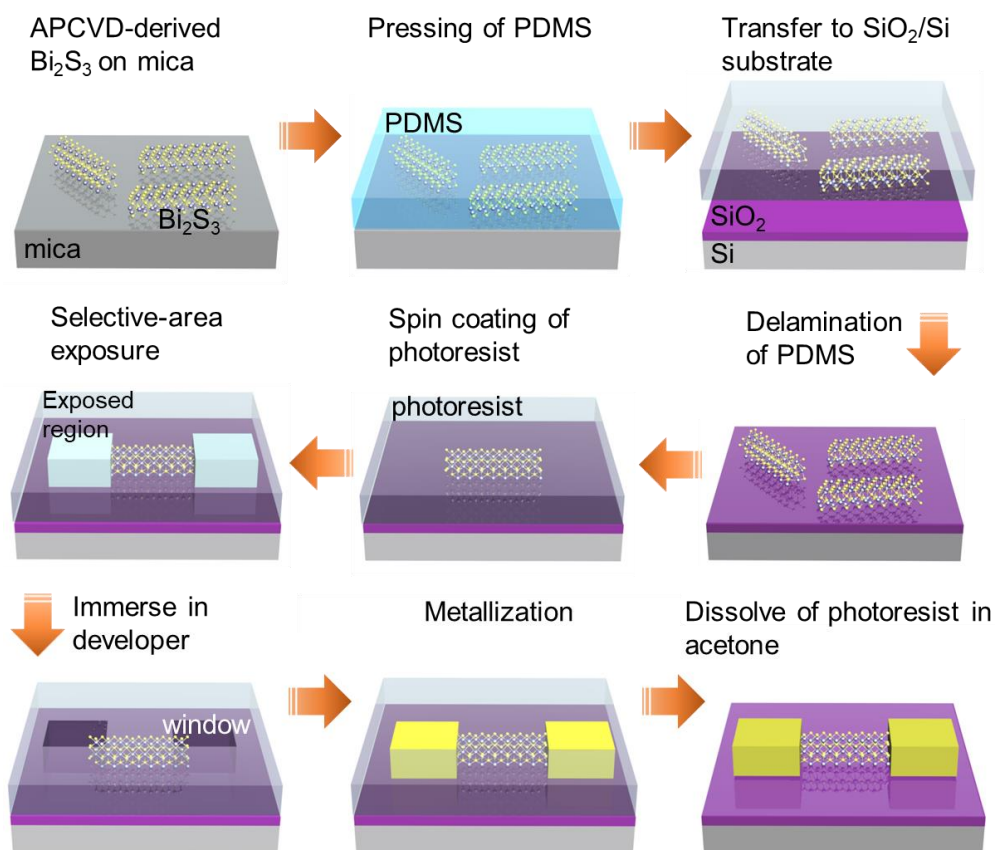 APCVD-derived
Bi₂S₃ on mica
Pressing of PDMS
Transfer to SiO₂/Si
substrate
Bi₂S₃
mica
PDMS
SiO₂
Si
Delamination
of PDMS
Spin coating of
photoresist
photoresist
Selective-area
exposure
Exposed
region
Immerse in
developer
window
Metallization
Dissolve of photoresist in
acetone